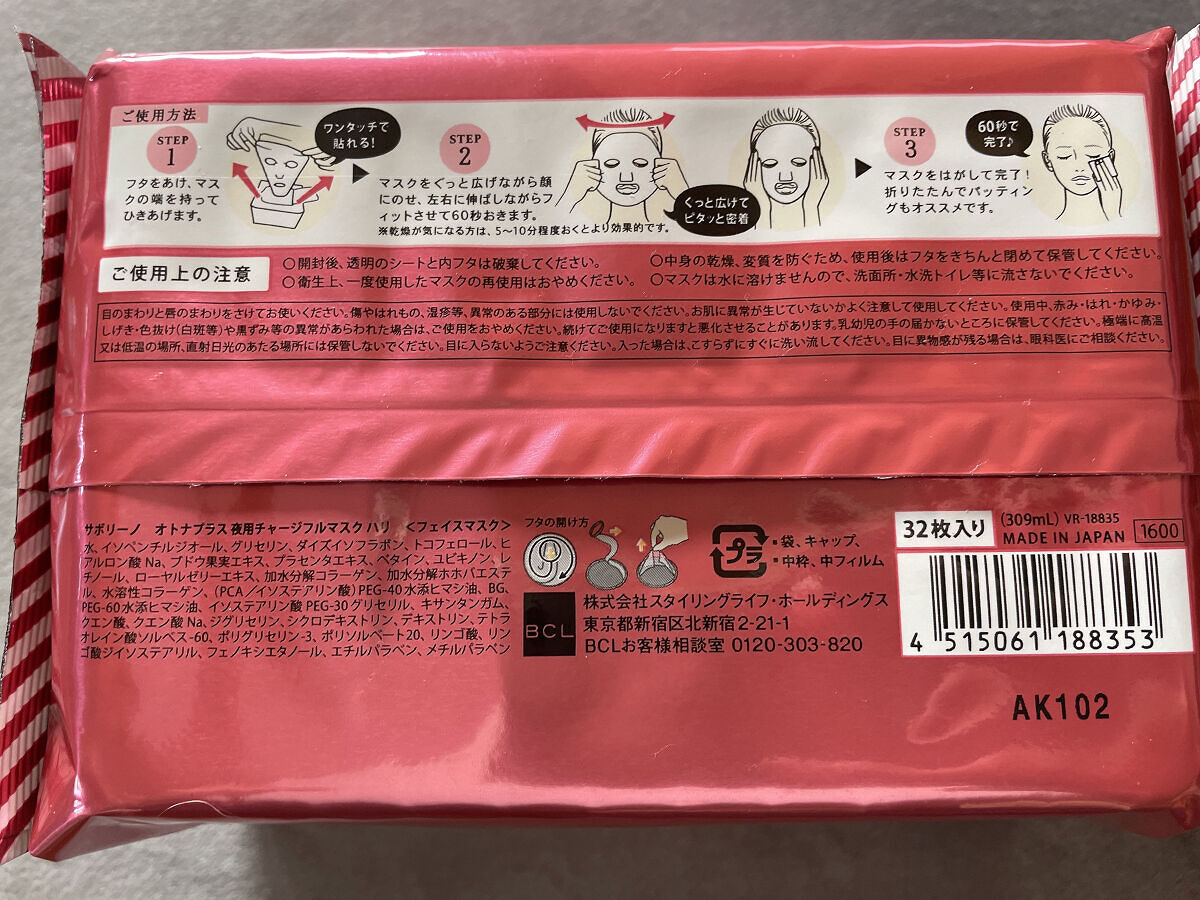 ご使用方法
STEP
1
フタをあけ、マス
クの端を持って
ひきあげます。
ワンタッチで
貼れる!
STEP
2
マスクをぐっと広げながら顔
にのせ、左右に伸ばしながらフ
ィットさせて60秒おきます。
※乾燥が気になる方は、5〜10分程度おくとより効果的です。
ぐっと広げて
ピタッと密着
STEP
3
マスクをはがして完了!
折りたたんでパッティン
グもオススメです。
60秒で
完了♪
ご使用上の注意
○開封後、透明のシートと内フタは破棄してください。
○衛生上、一度使用したマスクの再使用はおやめください。
○中身の乾燥、変質を防ぐため、使用後はフタをきちんと閉めて保管してください。
○マスクは水に溶けませんので、洗面所・水洗トイレ等に流さないでください。
目のまわりと唇のまわりをさけてお使いください。傷やはれもの、湿疹等、異常のある部分には使用しないでください。お肌に異常が生じていないかよく注意して使用してください。使用中、赤み・はれ・かゆみ・
しげき・色抜け(白斑等)や黒ずみ等の異常があらわれた場合は、ご使用をおやめください。続けてご使用になりますと悪化させることがあります。乳幼児の手の届かないところに保管してください。極端に高温
又は低温の場所、直射日光のあたる場所には保管しないでください。目に入らないようご注意ください。入った場合は、こすらずにすぐに洗い流してください。目に異物感が残る場合は、眼科医にご相談ください。
サボリーノ オトナプラス 夜用チャージフルマスク ハリ <フェイスマスク>
水、イソペンチルジオール、グリセリン、ダイズイソフラボン、トコフェロール、ヒ
アルロン酸 Na、ブドウ果実エキス、プラセンタエキス、ベタイン、ユビキノン、レ
チノール、ローヤルゼリーエキス、加水分解コラーゲン、加水分解ホホバエステ
ル、水溶性コラーゲン、(PCA/イソステアリン酸)PEG-40水添ヒマシ油、BG、
PEG-60水添ヒマシ油、イソステアリン酸 PEG-30グリセリル、キサンタンガム、
クエン酸、クエン酸 Na、ジグリセリン、シクロデキストリン、デキストリン、テトラ
オレイン酸ソルベス-60、ポリグリセリン-3、ポリソルベート20、リンゴ酸、リン
ゴ酸ジイソステアリル、フェノキシエタノール、エチルパラベン、メチルパラベン
フタの開け方
プラ
・袋、キャップ、
・中枠、中フィルム
BCL
株式会社スタイリングライフ・ホールディングス
東京都新宿区北新宿2-21-1
BCLお客様相談室 0120-303-820
32枚入り
(309mL) VR-18835
MADE IN JAPAN
1600
4 515061 188353
AK102